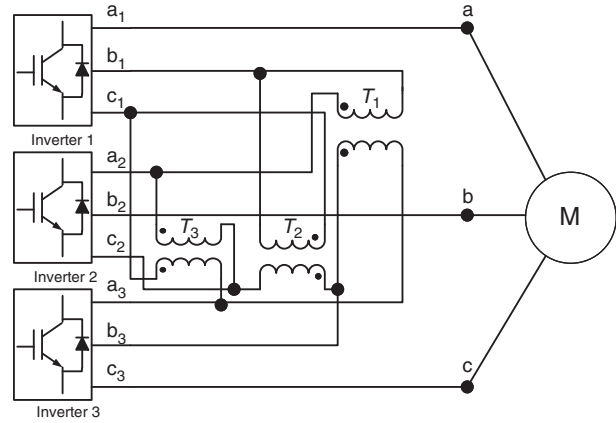 a1
a
b1
c1
T1
Inverter 1
a2
b2
b
M
T3
T2
c2
Inverter 2
a3
b3
c3
c
Inverter 3